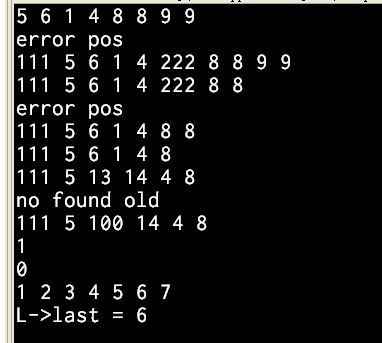 5 6 1 4 8 8 9 9
error pos
111 5 6 1 4 222 8 8 9 9
111 5 6 1 4 222 8 8
error pos
111 5 6 1 4 8 8
111 5 6 1 4 8
111 5 13 14 4 8
no found old
111 5 100 14 4 8
1
0
1 2 3 4 5 6 7
L->last = 6